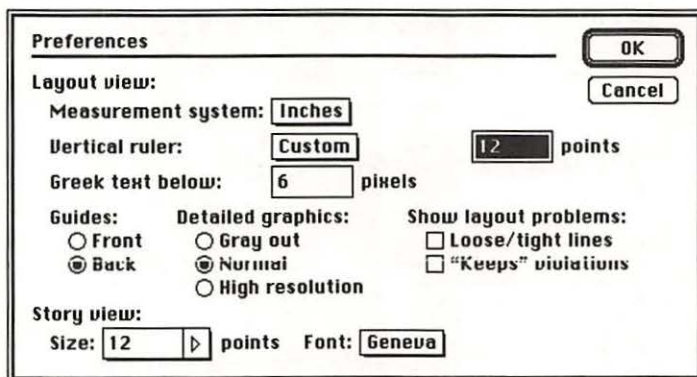 Preferences
OK
Layout view:
Cancel
Measurement system: Inches
Vertical ruler: Custom 12 points
Greek text below: 6 pixels
Guides: Detailed graphics: Show layout problems:
Front Gray out Loose/tight lines
Back Normal "Keeps" violations
High resolution
Story view:
Size: 12 points Font: Geneva